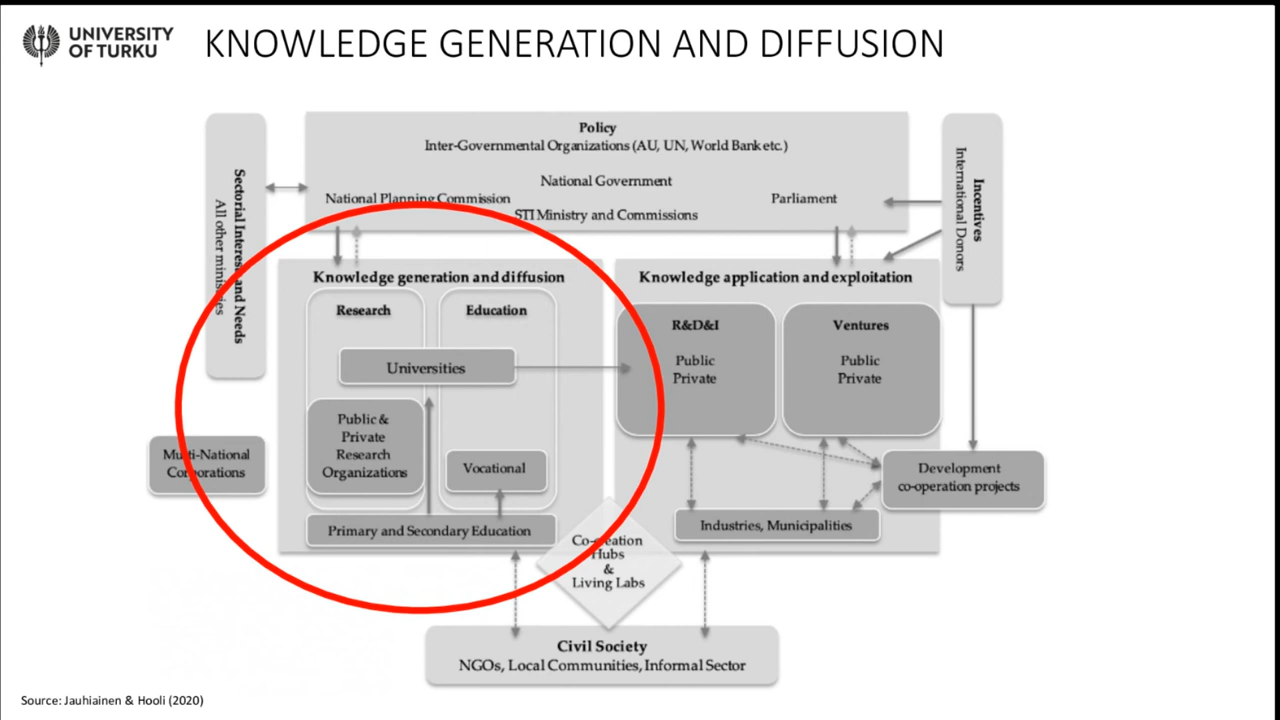 UNIVERSITY
OF TURKU
KNOWLEDGE GENERATION AND DIFFUSION
Policy
Inter-Governmental Organizations (AU, UN, World Bank etc.)
National Government
National Planning Commission
Parliament
STI Ministry and Commissions
Sectorial Interests and Needs
All other ministries
Incentives
International Donors
Knowledge generation and diffusion
Research
Education
Universities
Public &
Private
Research
Organizations
Vocational
Primary and Secondary Education
Multi-National
Corporations
Knowledge application and exploitation
R&D&I
Public
Private
Ventures
Public
Private
Development
co-operation projects
Industries, Municipalities
Co-creation
Hubs
&
Living Labs
Civil Society
NGOs, Local Communities, Informal Sector
Source: Jauhiainen & Hooli (2020)